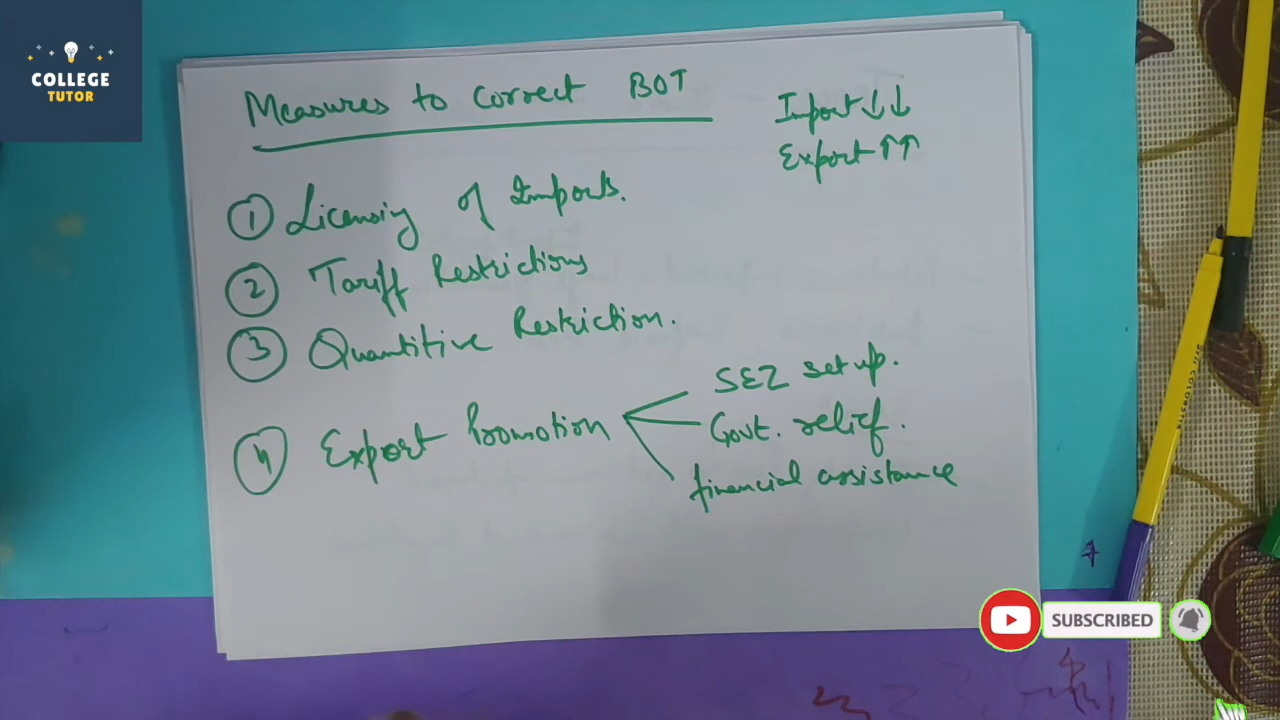 COLLEGE
TUTOR
Measures to Correct BOT
Import ↓↓
Export ↑↑
① Licensing of Imports.
② Tariff Restrictions
③ Quantitive Restriction.
④ Export Promotion
SEZ set up.
Govt. relief.
financial assistance
SUBSCRIBED